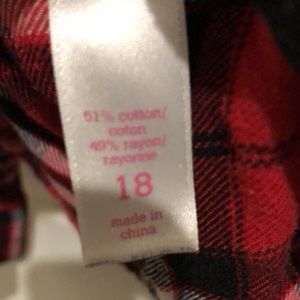 51% cotton/
coton
49% rayon/
rayonne
18
made in
china